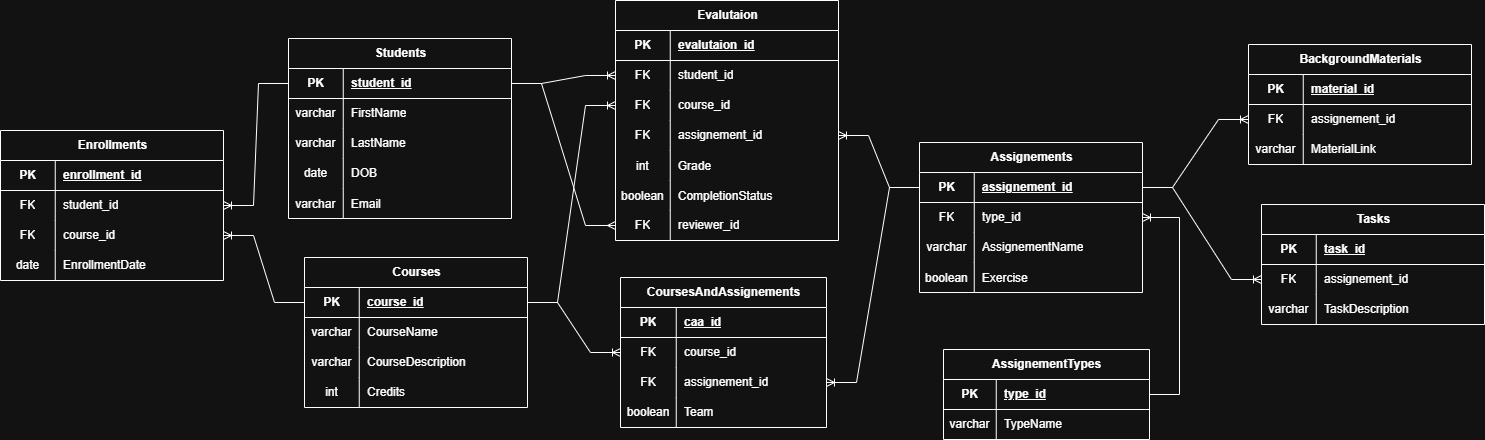 Enrollments
PK enrollment_id
FK student_id
FK course_id
date EnrollmentDate
Students
PK student_id
varchar FirstName
varchar LastName
date DOB
varchar Email
Courses
PK course_id
varchar CourseName
varchar CourseDescription
int Credits
Evalutaion
PK evalutaion_id
FK student_id
FK course_id
FK assignement_id
int Grade
boolean CompletionStatus
FK reviewer_id
CoursesAndAssignements
PK caa_id
FK course_id
FK assignement_id
boolean Team
Assignements
PK assignement_id
FK type_id
varchar AssignementName
boolean Exercise
AssignementTypes
PK type_id
varchar TypeName
BackgroundMaterials
PK material_id
FK assignement_id
varchar MaterialLink
Tasks
PK task_id
FK assignement_id
varchar TaskDescription